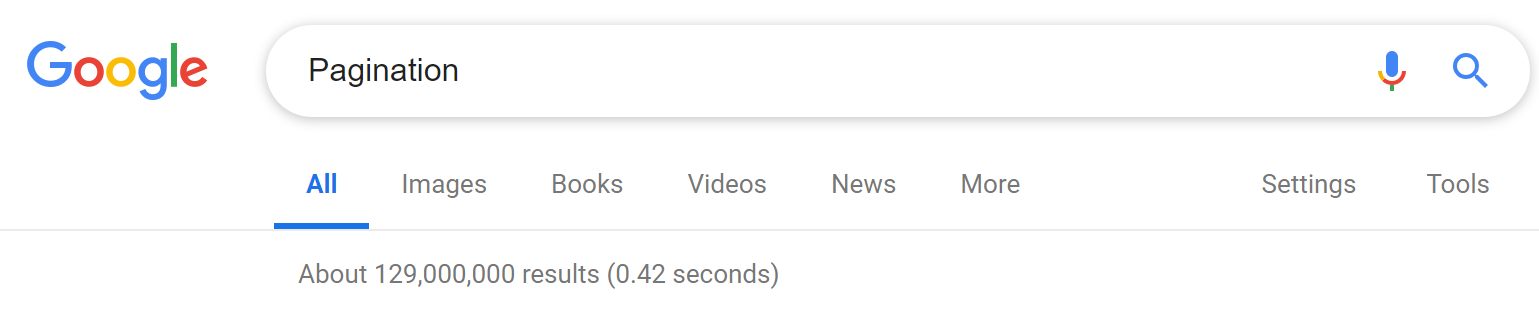 Google Pagination
All Images Books Videos News More Settings Tools
About 129,000,000 results (0.42 seconds)